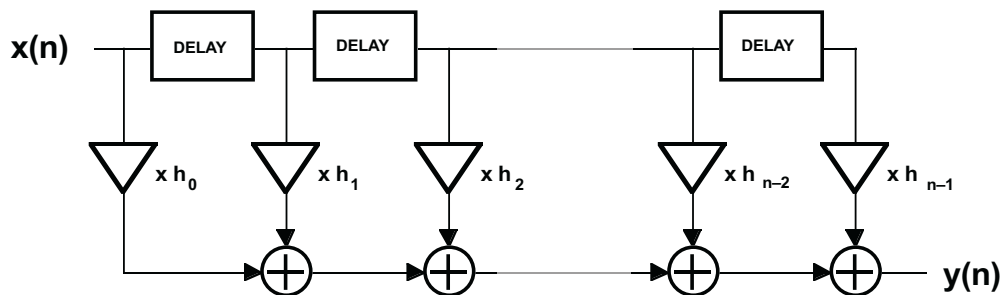 x(n)
DELAY
DELAY
DELAY
x h0
x h1
x h2
x hn–2
x hn–1
y(n)